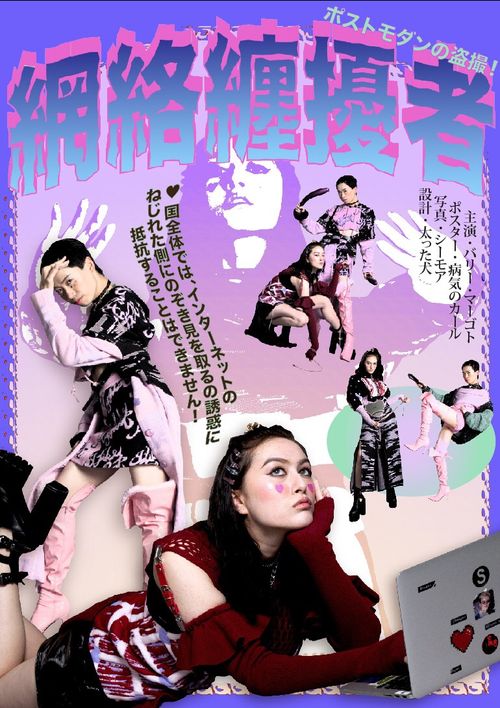 ポストモダンの盗撮！
網絡纏擾者
主演・バリー・マーゴト
ポスター・病気のカール
写真・シーモア
設計・太った犬
♥国全体では、インターネットの
ねじれた側にのぞき見を取るの誘惑に
抵抗することはできません！
S